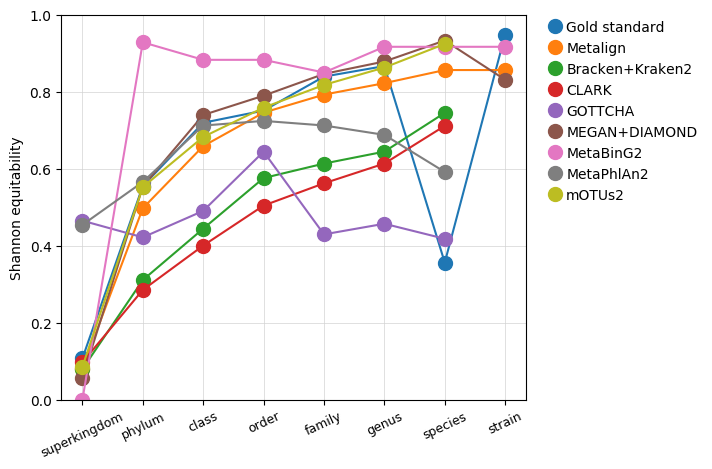 1.0
0.8
0.6
0.4
0.2
0.0
Shannon equitability
superkingdom
phylum
class
order
family
genus
species
strain
Gold standard
Metalign
Bracken+Kraken2
CLARK
GOTTCHA
MEGAN+DIAMOND
MetaBinG2
MetaPhlAn2
mOTUs2